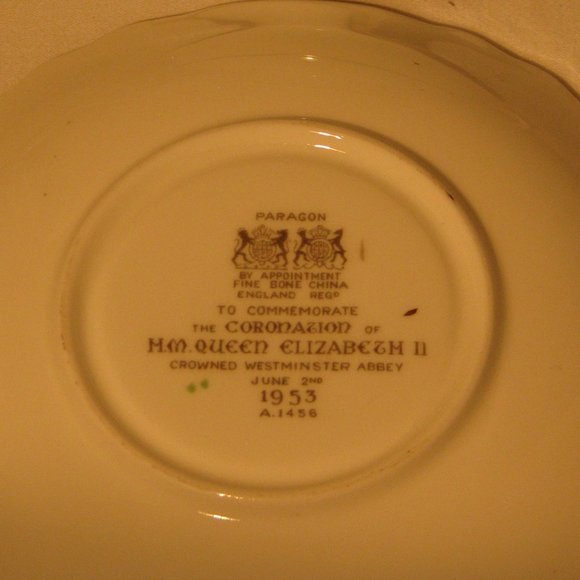 PARAGON
BY APPOINTMENT
FINE BONE CHINA
ENGLAND REGD
TO COMMEMORATE
THE CORONATION OF
H.M. QUEEN ELIZABETH II
CROWNED WESTMINSTER ABBEY
JUNE 2ND
1953
A.1456